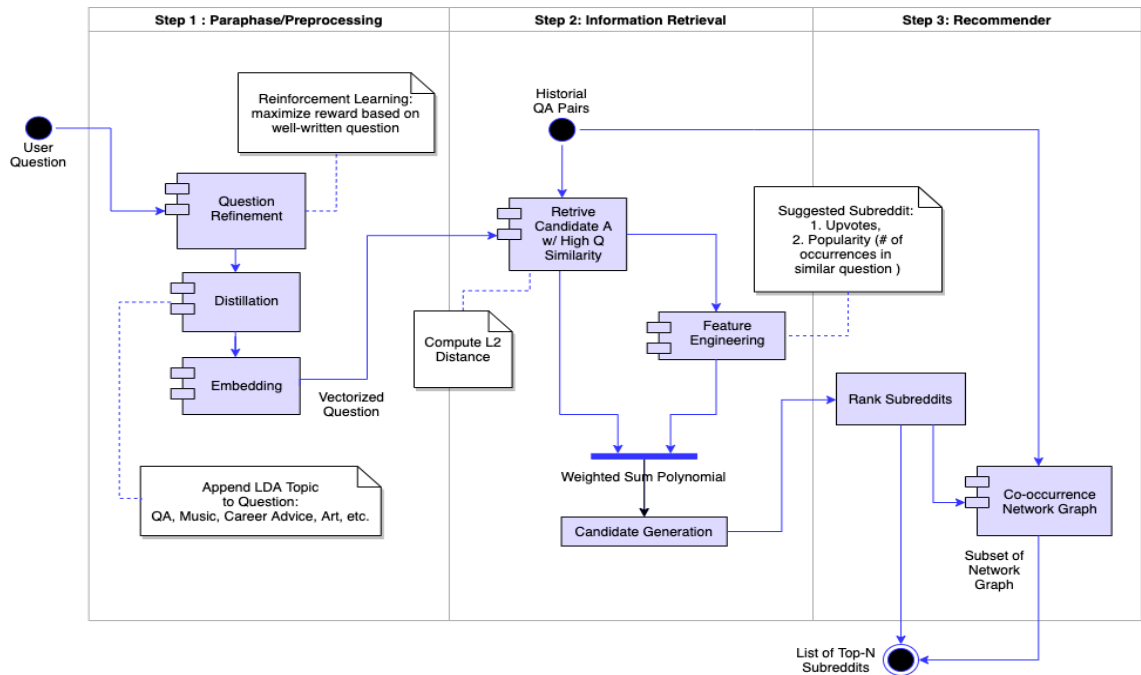 Step 1 : Paraphase/Preprocessing
Step 2: Information Retrieval
Step 3: Recommender
Reinforcement Learning:
maximize reward based on
well-written question
User
Question
Question
Refinement
Distillation
Embedding
Vectorized
Question
Append LDA Topic
to Question:
QA, Music, Career Advice, Art, etc.
Historial
QA Pairs
Retrive
Candidate A
w/ High Q
Similarity
Compute L2
Distance
Suggested Subreddit:
1. Upvotes,
2. Popularity (# of
occurrences in
similar question )
Feature
Engineering
Weighted Sum Polynomial
Candidate Generation
Rank Subreddits
Co-occurrence
Network Graph
Subset of
Network
Graph
List of Top-N
Subreddits